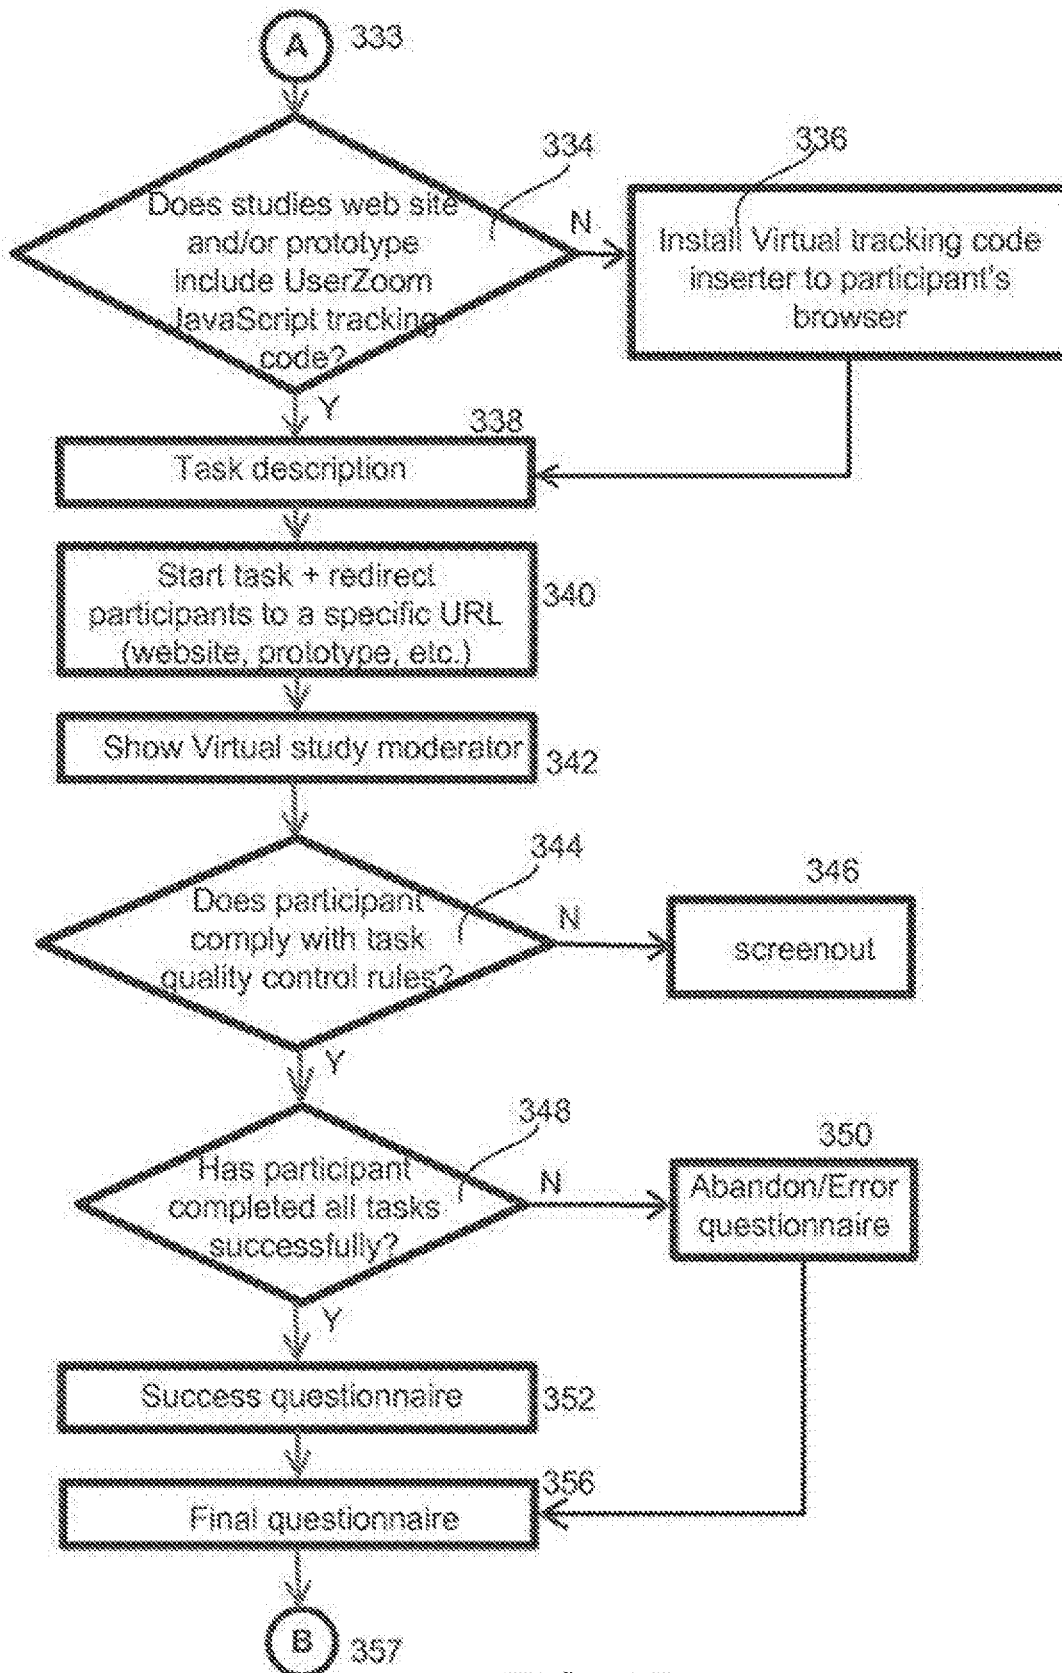 A
333
334
Does studies web site
and/or prototype
include UserZoom
JavaScript tracking
code?
N
336
Install Virtual tracking code
inserter to participant's
browser
Y
338
Task description
Start task + redirect
participants to a specific URL
(website, prototype, etc.)
340
Show Virtual study moderator
342
344
Does participant
comply with task
quality control rules?
N
346
screenout
Y
348
Has participant
completed all tasks
successfully?
N
350
Abandon/Error
questionnaire
Y
Success questionnaire
352
356
Final questionnaire
B
357